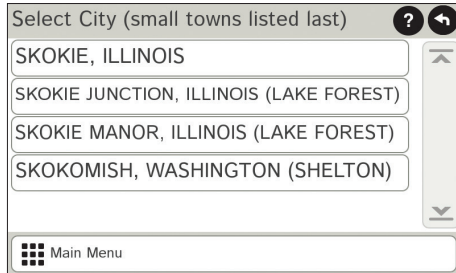 Select City (small towns listed last)
?
SKOKIE, ILLINOIS
SKOKIE JUNCTION, ILLINOIS (LAKE FOREST)
SKOKIE MANOR, ILLINOIS (LAKE FOREST)
SKOKOMISH, WASHINGTON (SHELTON)
Main Menu